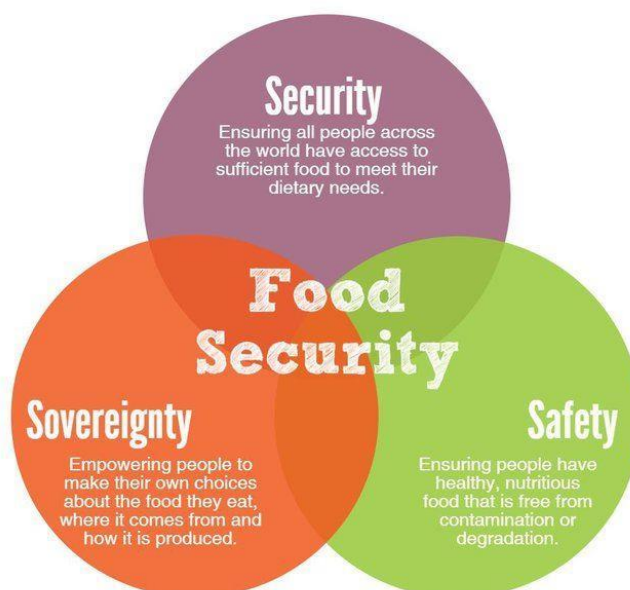 Security
Ensuring all people across
the world have access to
sufficient food to meet their
dietary needs.
Food
Security
Sovereignty
Empowering people to
make their own choices
about the food they eat,
where it comes from and
how it is produced.
Safety
Ensuring people have
healthy, nutritious
food that is free from
contamination or
degradation.